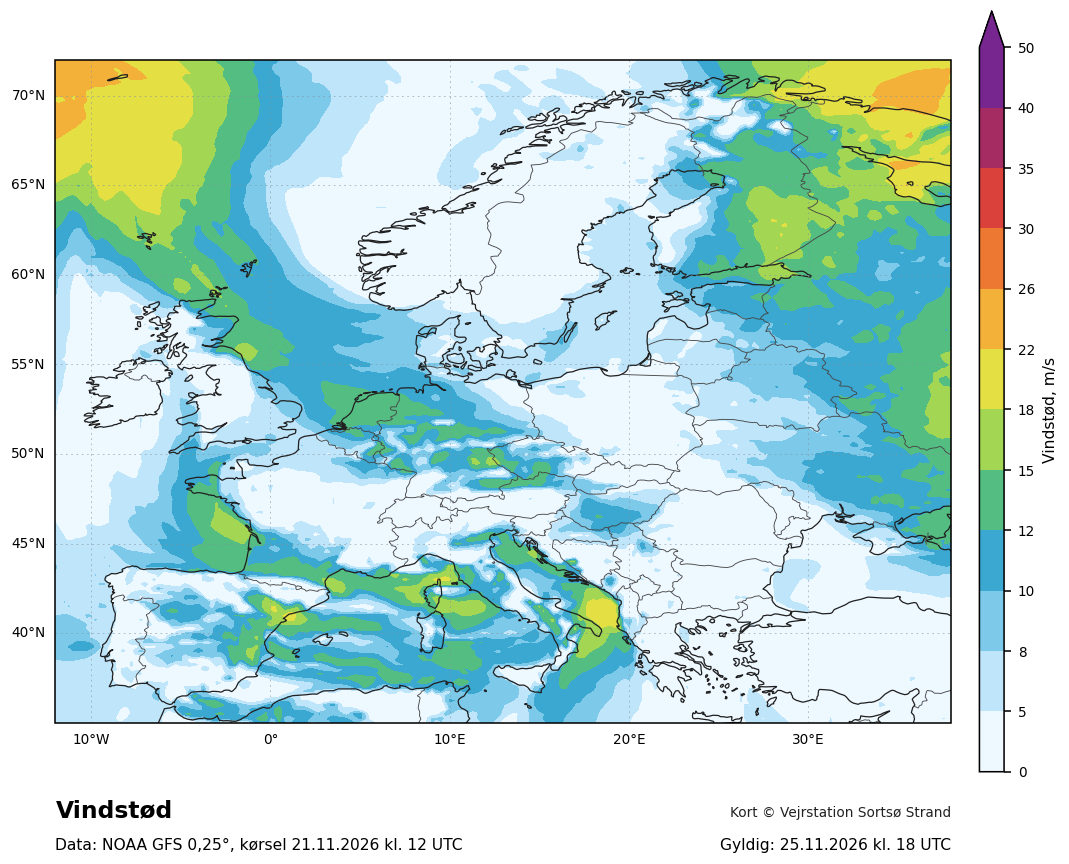 70°N
65°N
60°N
55°N
50°N
45°N
40°N
10°W
0°
10°E
20°E
30°E
50
40
35
30
26
22
18
15
12
10
8
5
0
Vindstød, m/s
Vindstød
Kort © Vejrstation Sortsø Strand
Data: NOAA GFS 0,25°, kørsel 21.11.2026 kl. 12 UTC
Gyldig: 25.11.2026 kl. 18 UTC